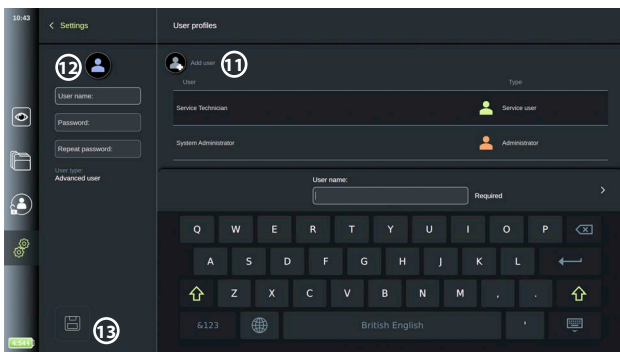 10:43
Settings
User profiles
12
Add user
11
User
Type
User name:
Service Technician
Service user
Password:
System Administrator
Administrator
Repeat password:
User type:
Advanced user
User name:
Required
Q W E R T Y U I O P
A S D F G H J K L
Z X C V B N M , .
&123
British English
'
13